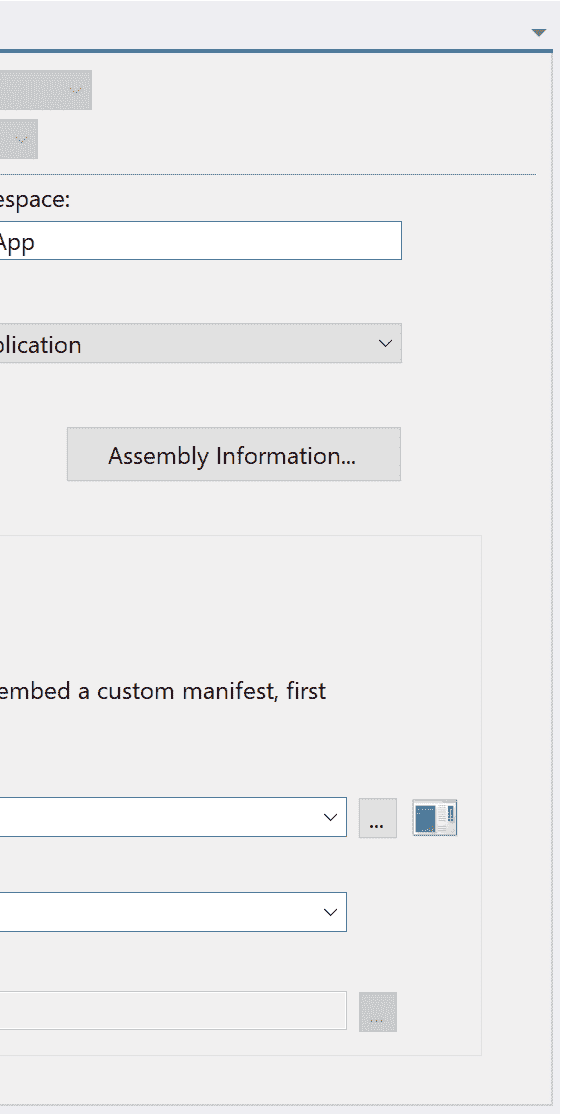 espace:
App
plication
Assembly Information...
embed a custom manifest, first
...
...